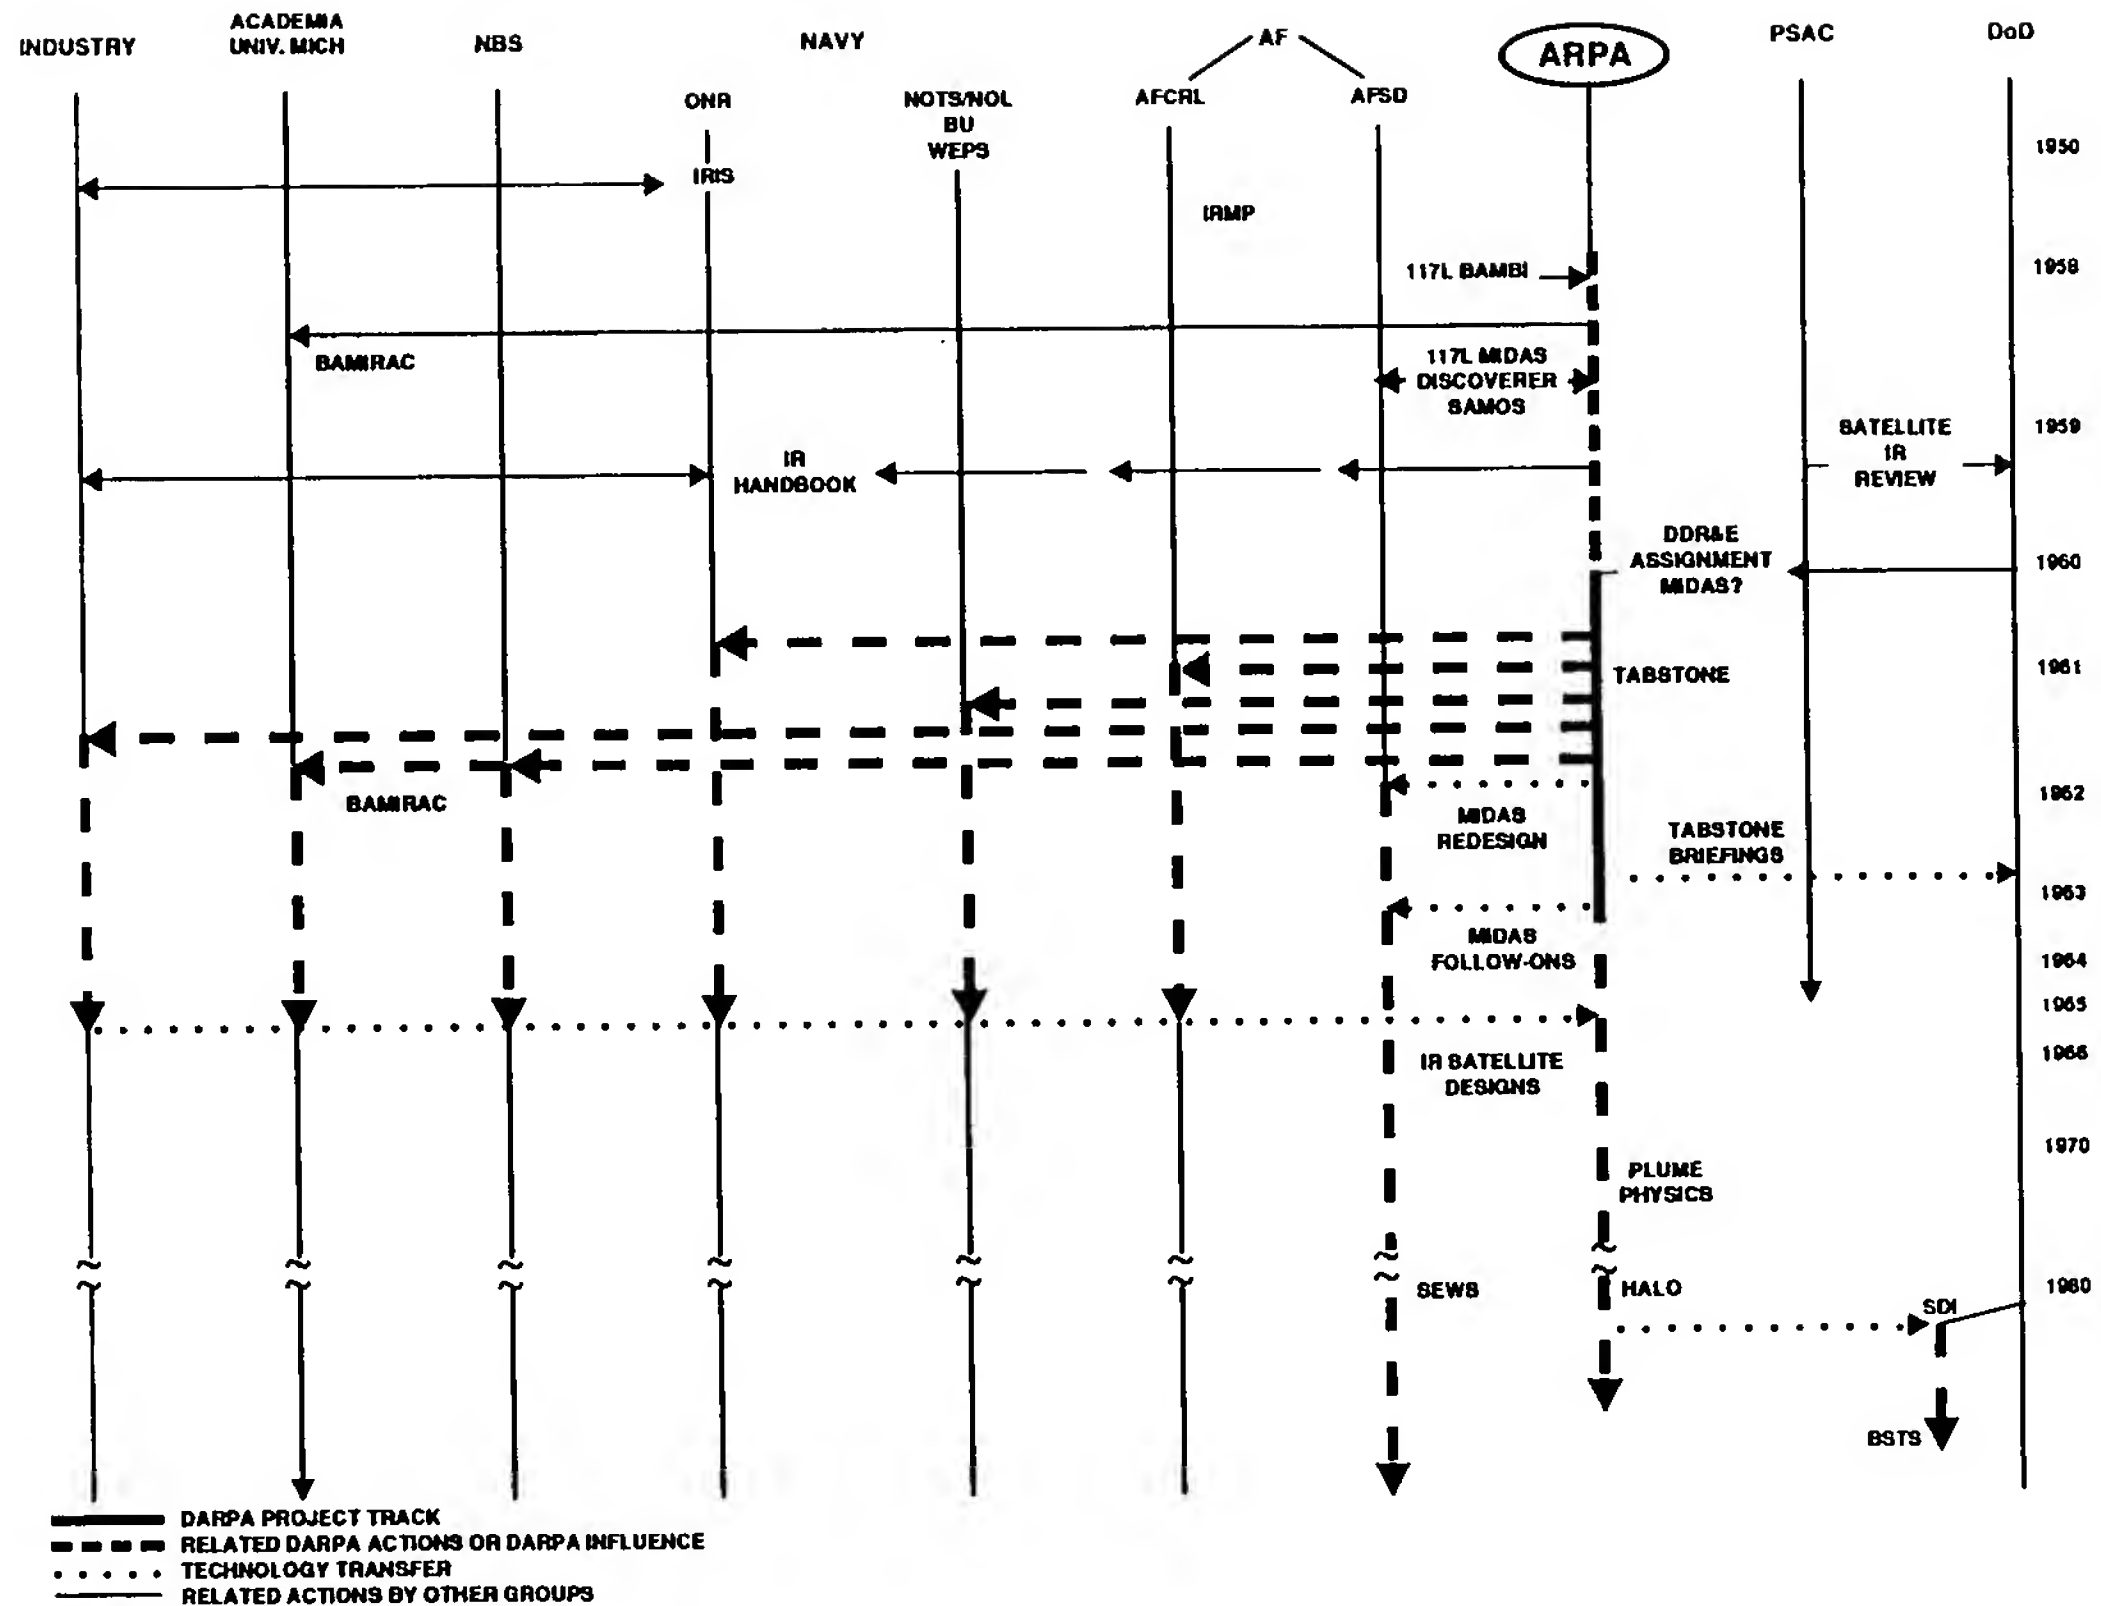 INDUSTRY
ACADEMIA
UNIV. MICH
NBS
NAVY
AF
ARPA
PSAC
DoD
ONR
NOTS/NOL
BU
WEPS
AFCRL
AFSD
1950
IRIS
IRMP
117L BAMBI
1958
BAMIRAC
117L MIDAS
DISCOVERER
SAMOS
1959
SATELLITE
IR
REVIEW
IR
HANDBOOK
DDR&E
ASSIGNMENT
MIDAS?
1960
TABSTONE
1961
BAMIRAC
1962
MIDAS
REDESIGN
TABSTONE
BRIEFINGS
1963
MIDAS
FOLLOW-ONS
1964
1965
IR SATELLITE
DESIGNS
1966
1970
PLUME
PHYSICS
SEWS
HALO
1980
SDI
BSTS
DARPA PROJECT TRACK
RELATED DARPA ACTIONS OR DARPA INFLUENCE
TECHNOLOGY TRANSFER
RELATED ACTIONS BY OTHER GROUPS